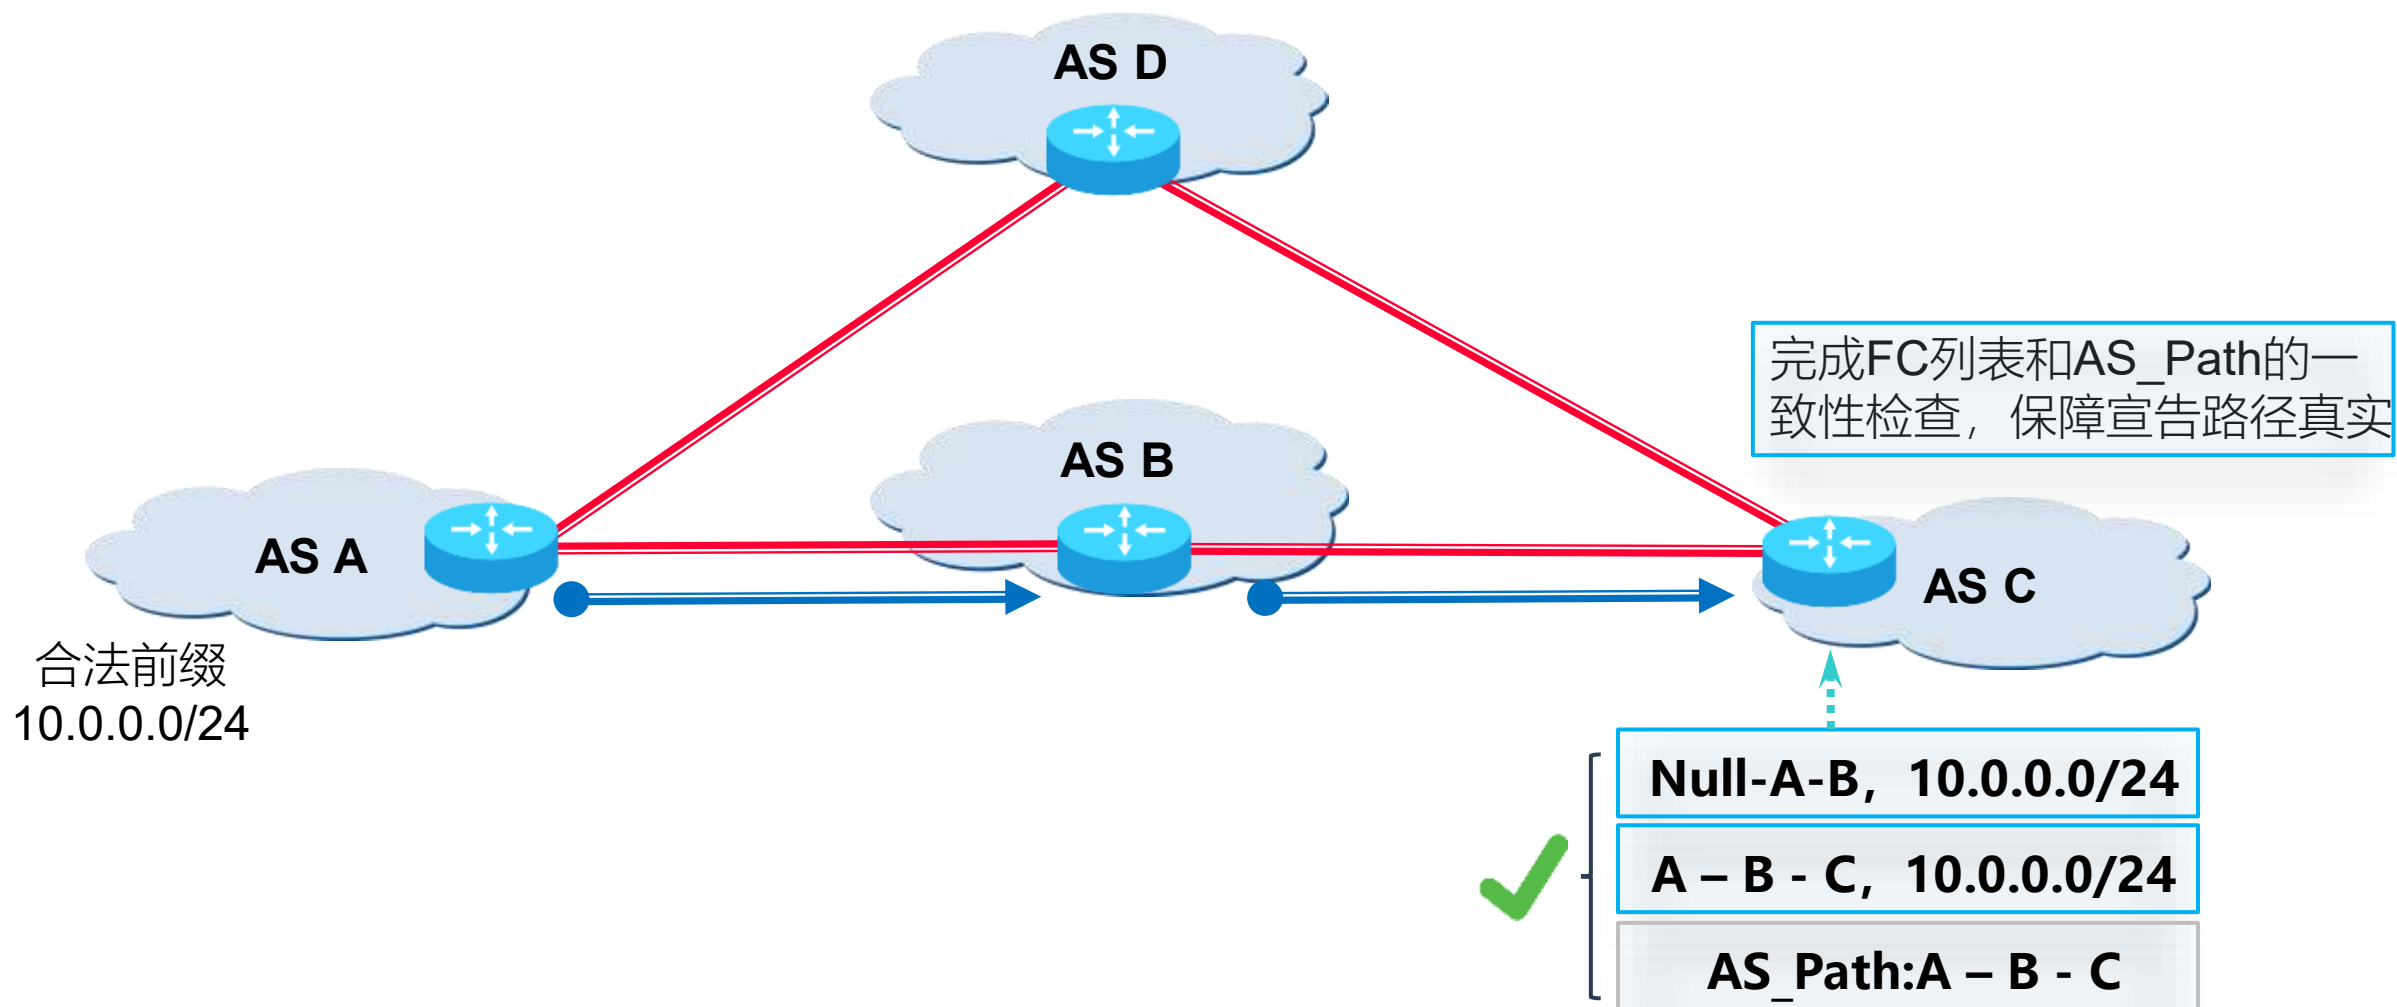 AS D
完成FC列表和AS_Path的一
致性检查，保障宣告路径真实
AS B
AS A
AS C
合法前缀
10.0.0.0/24
Null-A-B，10.0.0.0/24
A – B - C，10.0.0.0/24
AS_Path:A – B - C